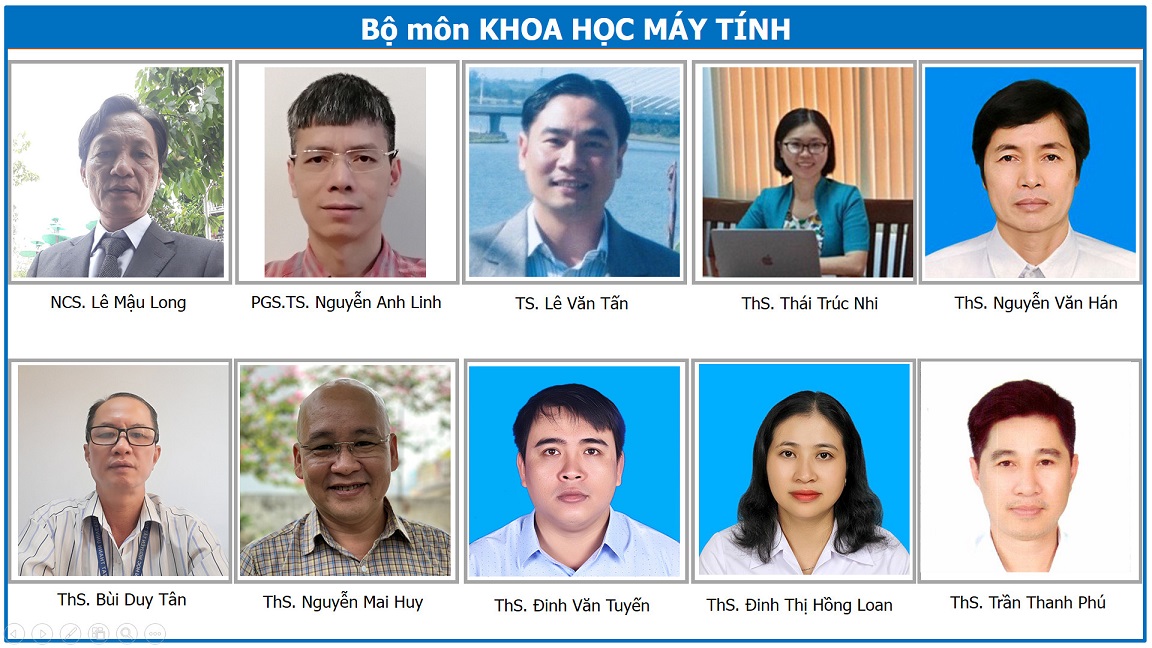 Bộ môn KHOA HỌC MÁY TÍNH
NCS. Lê Mậu Long
PGS.TS. Nguyễn Anh Linh
TS. Lê Văn Tấn
ThS. Thái Trúc Nhi
ThS. Nguyễn Văn Hán
ThS. Bùi Duy Tân
ThS. Nguyễn Mai Huy
ThS. Đinh Văn Tuyến
ThS. Đinh Thị Hồng Loan
ThS. Trần Thanh Phú